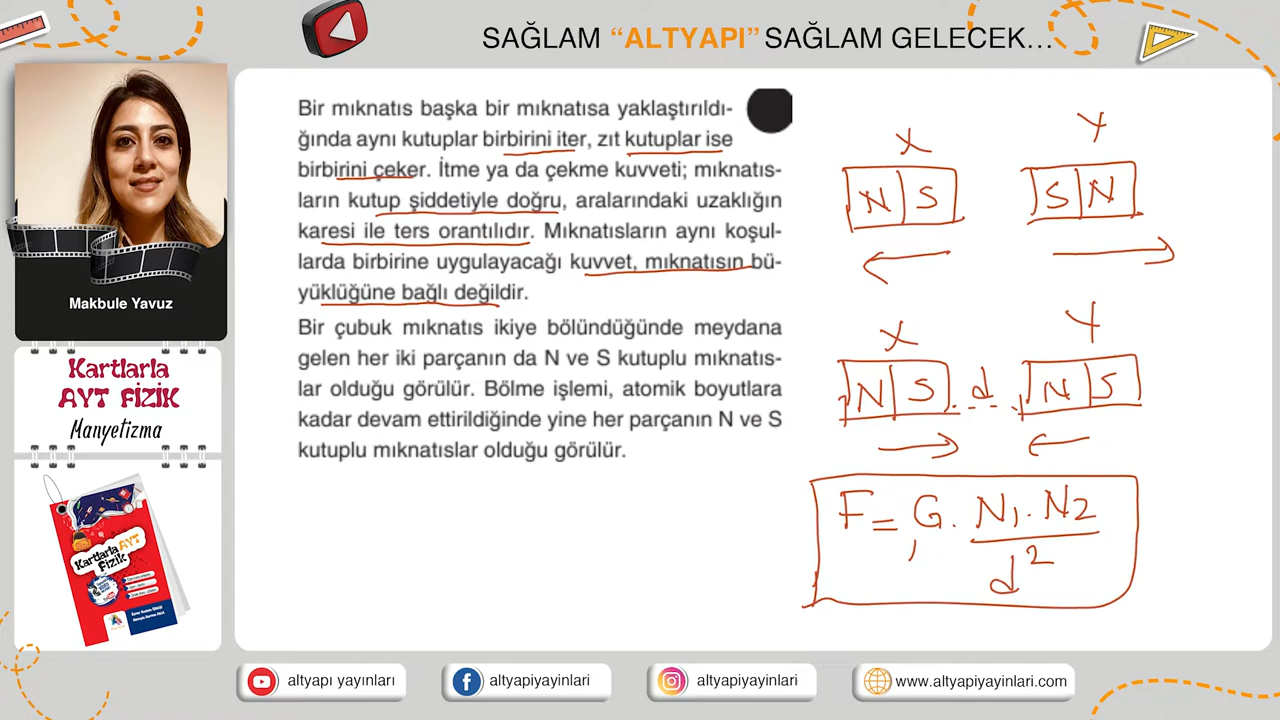 SAĞLAM “ALTYAPI” SAĞLAM GELECEK...
Makbule Yavuz
Kartlarla
AYT FİZİK
Manyetizma
Kartlarla AYT
Fizik
Bir mıknatıs başka bir mıknatısa yaklaştırıldı-
ğında aynı kutuplar birbirini iter, zıt kutuplar ise
birbirini çeker. İtme ya da çekme kuvveti; mıknatıs-
ların kutup şiddetiyle doğru, aralarındaki uzaklığın
karesi ile ters orantılıdır. Mıknatısların aynı koşul-
larda birbirine uygulayacağı kuvvet, mıknatısın bü-
yüklüğüne bağlı değildir.
Bir çubuk mıknatıs ikiye bölündüğünde meydana
gelen her iki parçanın da N ve S kutuplu mıknatıs-
lar olduğu görülür. Bölme işlemi, atomik boyutlara
kadar devam ettirildiğinde yine her parçanın N ve S
kutuplu mıknatıslar olduğu görülür.
X Y
N S S N
X Y
N S d N S
F = G . N1 . N2
d2
altyapı yayınları
altyapiyayinlari
altyapiyayinlari
www.altyapiyayinlari.com